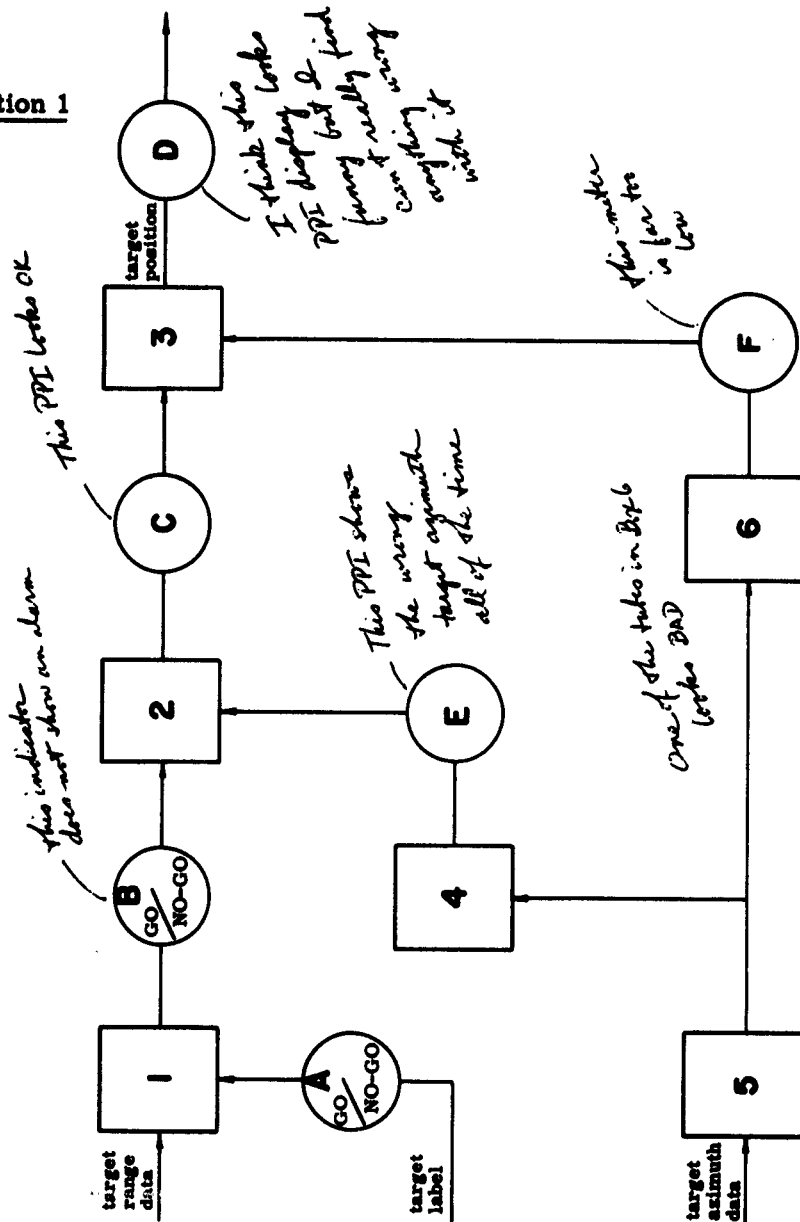 tion 1
D
I think this
PPI display looks
funny but I
can't really find
anything wrong
with it
target
position
3
This PPI looks OK
C
this meter
is far too
low
F
This PPI shows
the wrong
target azimuth
all of the time
this indicator
does not show an alarm
2
E
One of the tubes in Box 6
looks BAD
6
B
GO
NO-GO
4
1
A
GO
NO-GO
5
target
range
data
target
label
target
azimuth
data